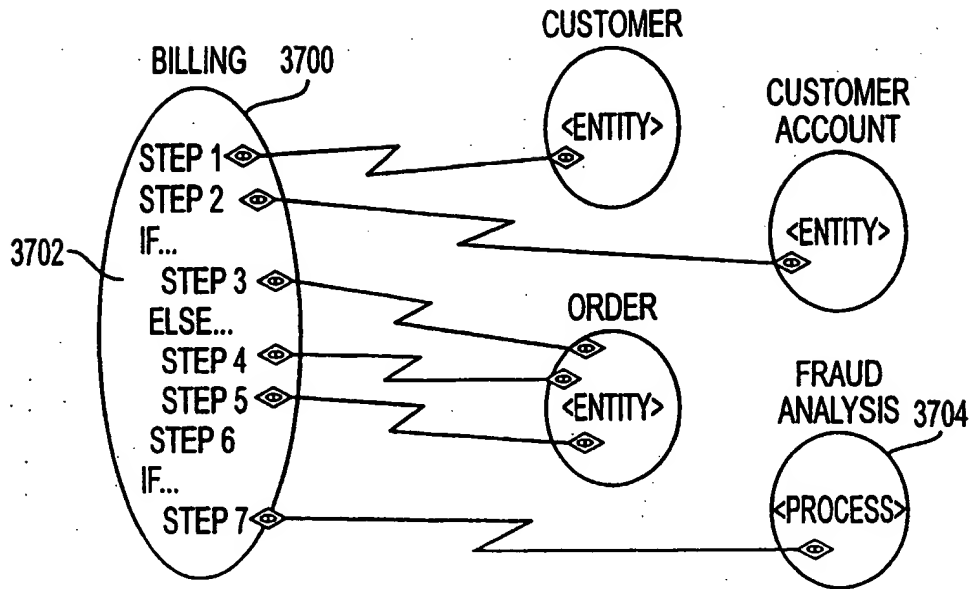 BILLING
3700
STEP 1
STEP 2
IF...
3702
STEP 3
ELSE...
STEP 4
STEP 5
STEP 6
IF...
STEP 7
CUSTOMER
<ENTITY>
CUSTOMER
ACCOUNT
<ENTITY>
ORDER
<ENTITY>
FRAUD
ANALYSIS
3704
<PROCESS>